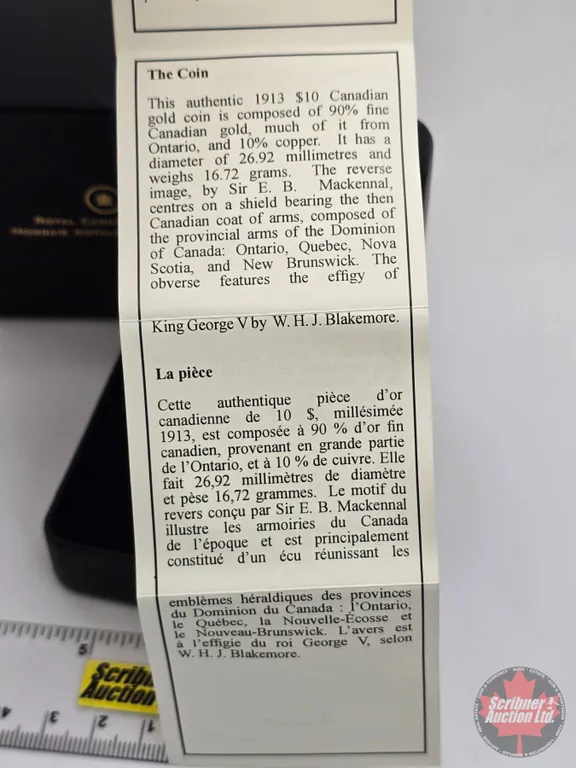 The Coin
This authentic 1913 $10 Canadian
gold coin is composed of 90% fine
Canadian gold, much of it from
Ontario, and 10% copper. It has a
diameter of 26.92 millimetres and
weighs 16.72 grams. The reverse
image, by Sir E. B. Mackennal,
centres on a shield bearing the then
Canadian coat of arms, composed of
the provincial arms of the Dominion
of Canada: Ontario, Quebec, Nova
Scotia, and New Brunswick. The
obverse features the effigy of
King George V by W. H. J. Blakemore.
La pièce
Cette authentique pièce d'or
canadienne de 10 $, millésimée
1913, est composée à 90 % d'or fin
canadien, provenant en grande partie
de l'Ontario, et à 10 % de cuivre. Elle
fait 26,92 millimètres de diamètre
et pèse 16,72 grammes. Le motif du
revers conçu par Sir E. B. Mackennal
illustre les armoiries du Canada
de l'époque et est principalement
constitué d'un écu réunissant les
emblèmes héraldiques des provinces
du Dominion du Canada : l'Ontario,
le Québec, la Nouvelle-Écosse et
le Nouveau-Brunswick. L'avers est
à l'effigie du roi George V, selon
W. H. J. Blakemore.
Royal
5
Scribn
Auction
4 3 2 1
Scribner
Auction Ltd.